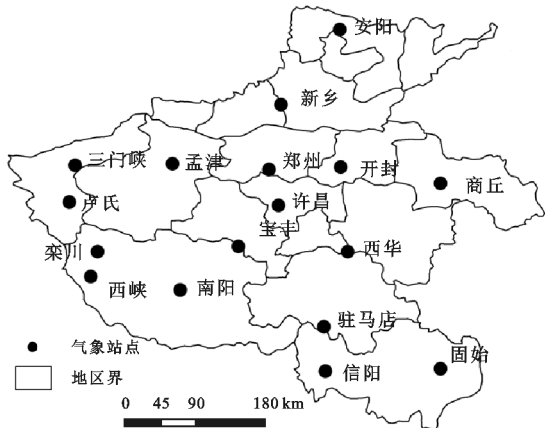 安阳
新乡
三门峡
孟津
郑州
开封
商丘
卢氏
许昌
宝丰
栾川
西华
西峡
南阳
驻马店
气象站点
固始
地区界
信阳
0 45 90 180 km